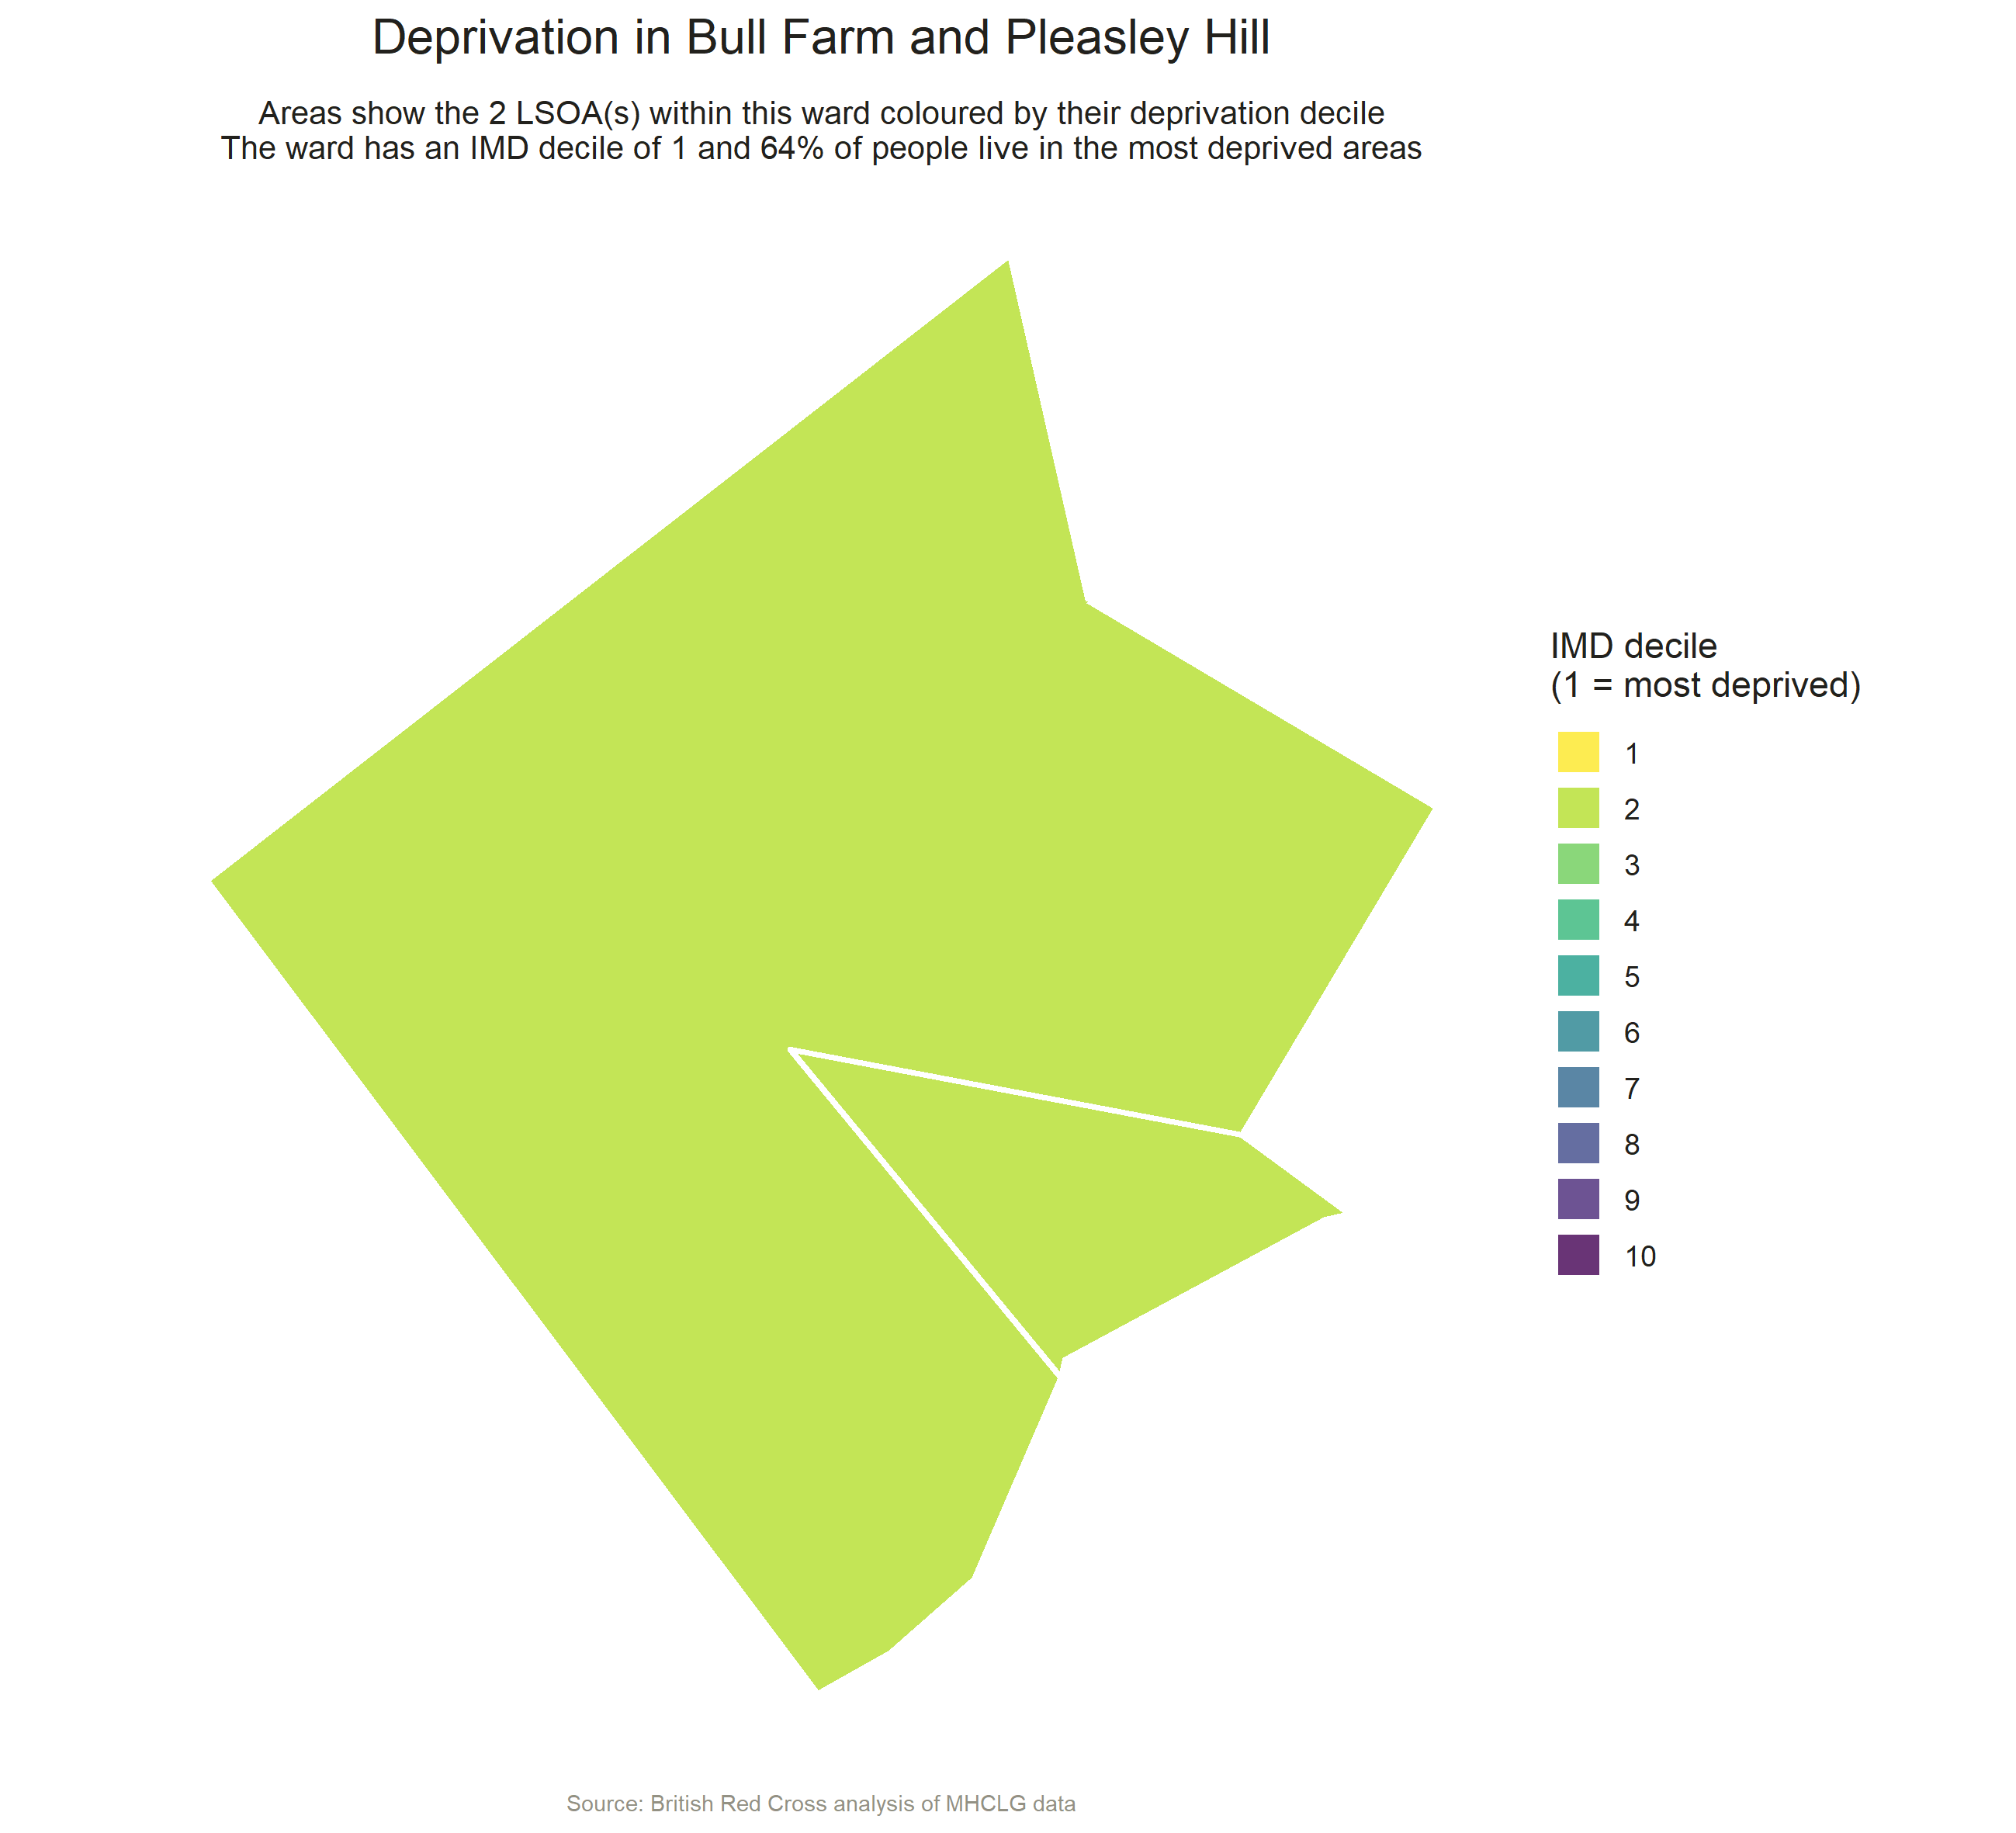 Deprivation in Bull Farm and Pleasley Hill
Areas show the 2 LSOA(s) within this ward coloured by their deprivation decile
The ward has an IMD decile of 1 and 64% of people live in the most deprived areas
IMD decile
(1 = most deprived)
1
2
3
4
5
6
7
8
9
10
Source: British Red Cross analysis of MHCLG data